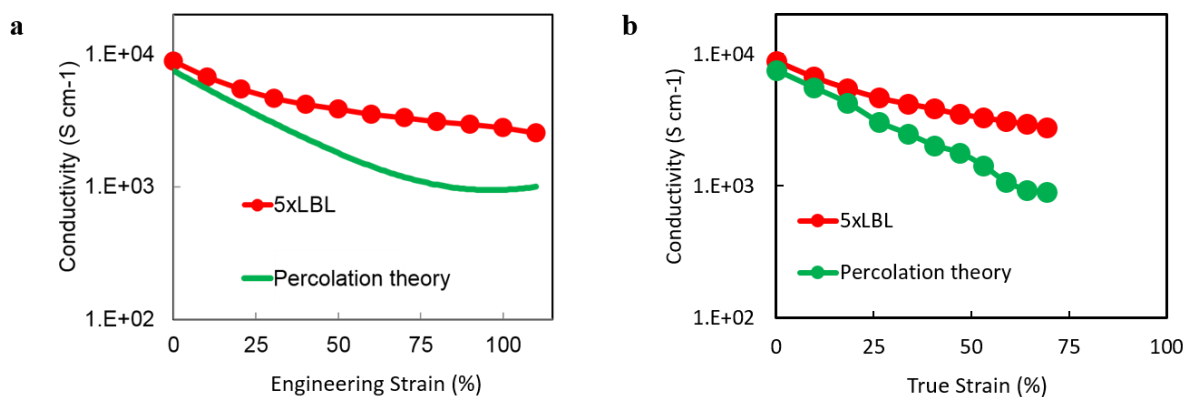 a
1.E+04
1.E+03
1.E+02
Conductivity (S cm-1)
5xLBL
Percolation theory
0 25 50 75 100
Engineering Strain (%)
b
1.E+04
1.E+03
1.E+02
Conductivity (S cm-1)
5xLBL
Percolation theory
0 25 50 75 100
True Strain (%)